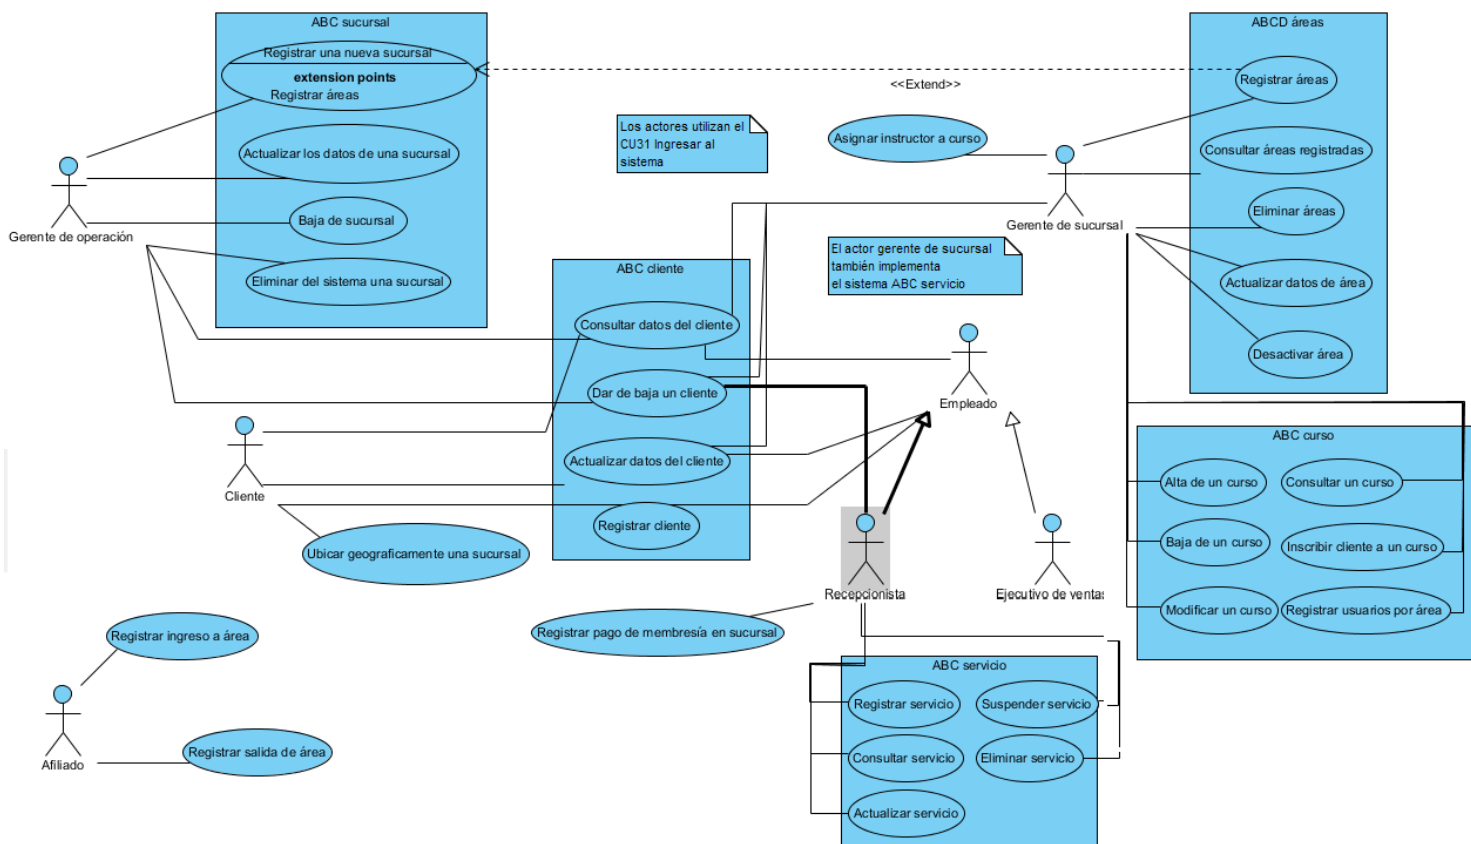 ABC sucursal
Registrar una nueva sucursal
extension points
Registrar áreas
Actualizar los datos de una sucursal
Baja de sucursal
Eliminar del sistema una sucursal
Gerente de operación
<<Extend>>
Los actores utilizan el
CU31 Ingresar al
sistema
Asignar instructor a curso
Gerente de sucursal
El actor gerente de sucursal
también implementa
el sistema ABC servicio
ABCD áreas
Registrar áreas
Consultar áreas registradas
Eliminar áreas
Actualizar datos de área
Desactivar área
ABC cliente
Consultar datos del cliente
Dar de baja un cliente
Actualizar datos del cliente
Registrar cliente
Empleado
Cliente
Ubicar geograficamente una sucursal
Recepcionista
Ejecutivo de ventas
ABC curso
Alta de un curso
Consultar un curso
Baja de un curso
Inscribir cliente a un curso
Modificar un curso
Registrar usuarios por área
Registrar pago de membresía en sucursal
Registrar ingreso a área
Afiliado
Registrar salida de área
ABC servicio
Registrar servicio
Suspender servicio
Consultar servicio
Eliminar servicio
Actualizar servicio